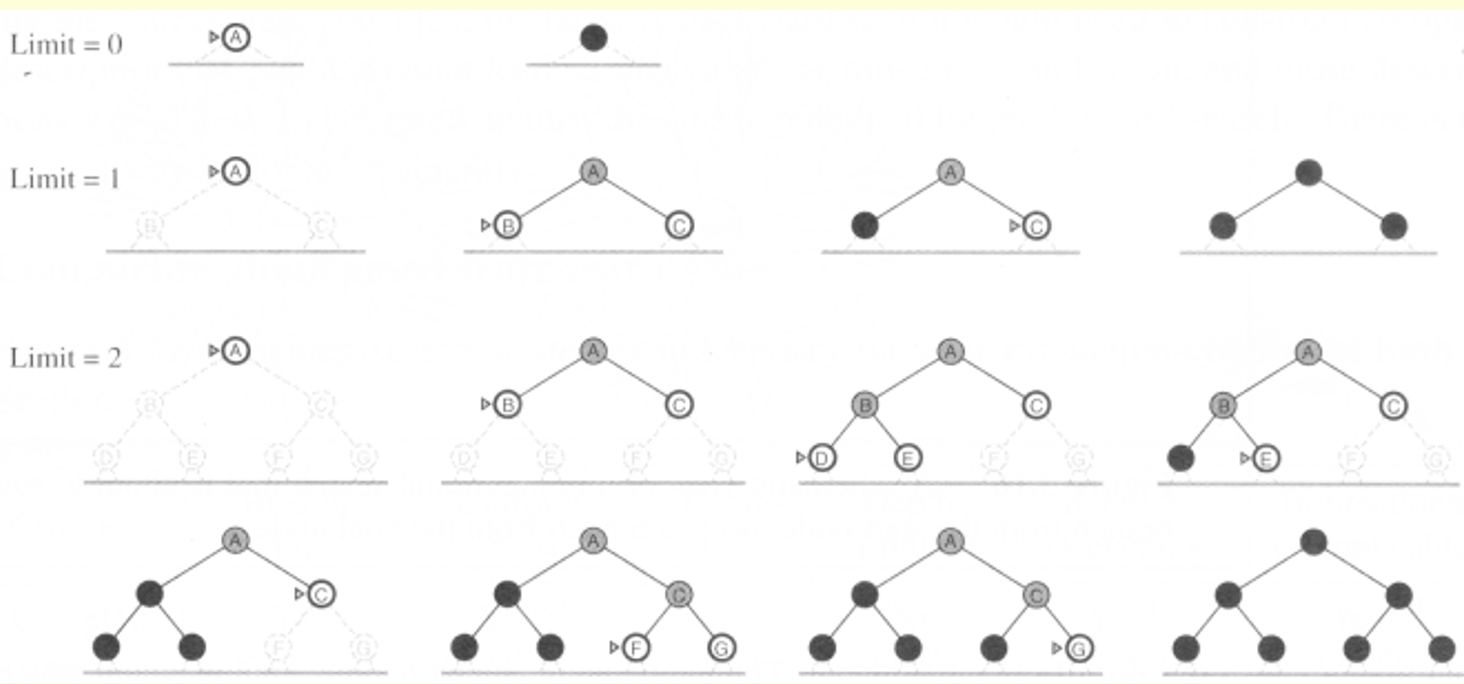 Limit = 0 A
Limit = 1 A A A
B C B C C
Limit = 2 A A A A
B C B C B C B C
D E F G D E F G D E F G E F G
A A A
C C C
F G F G G